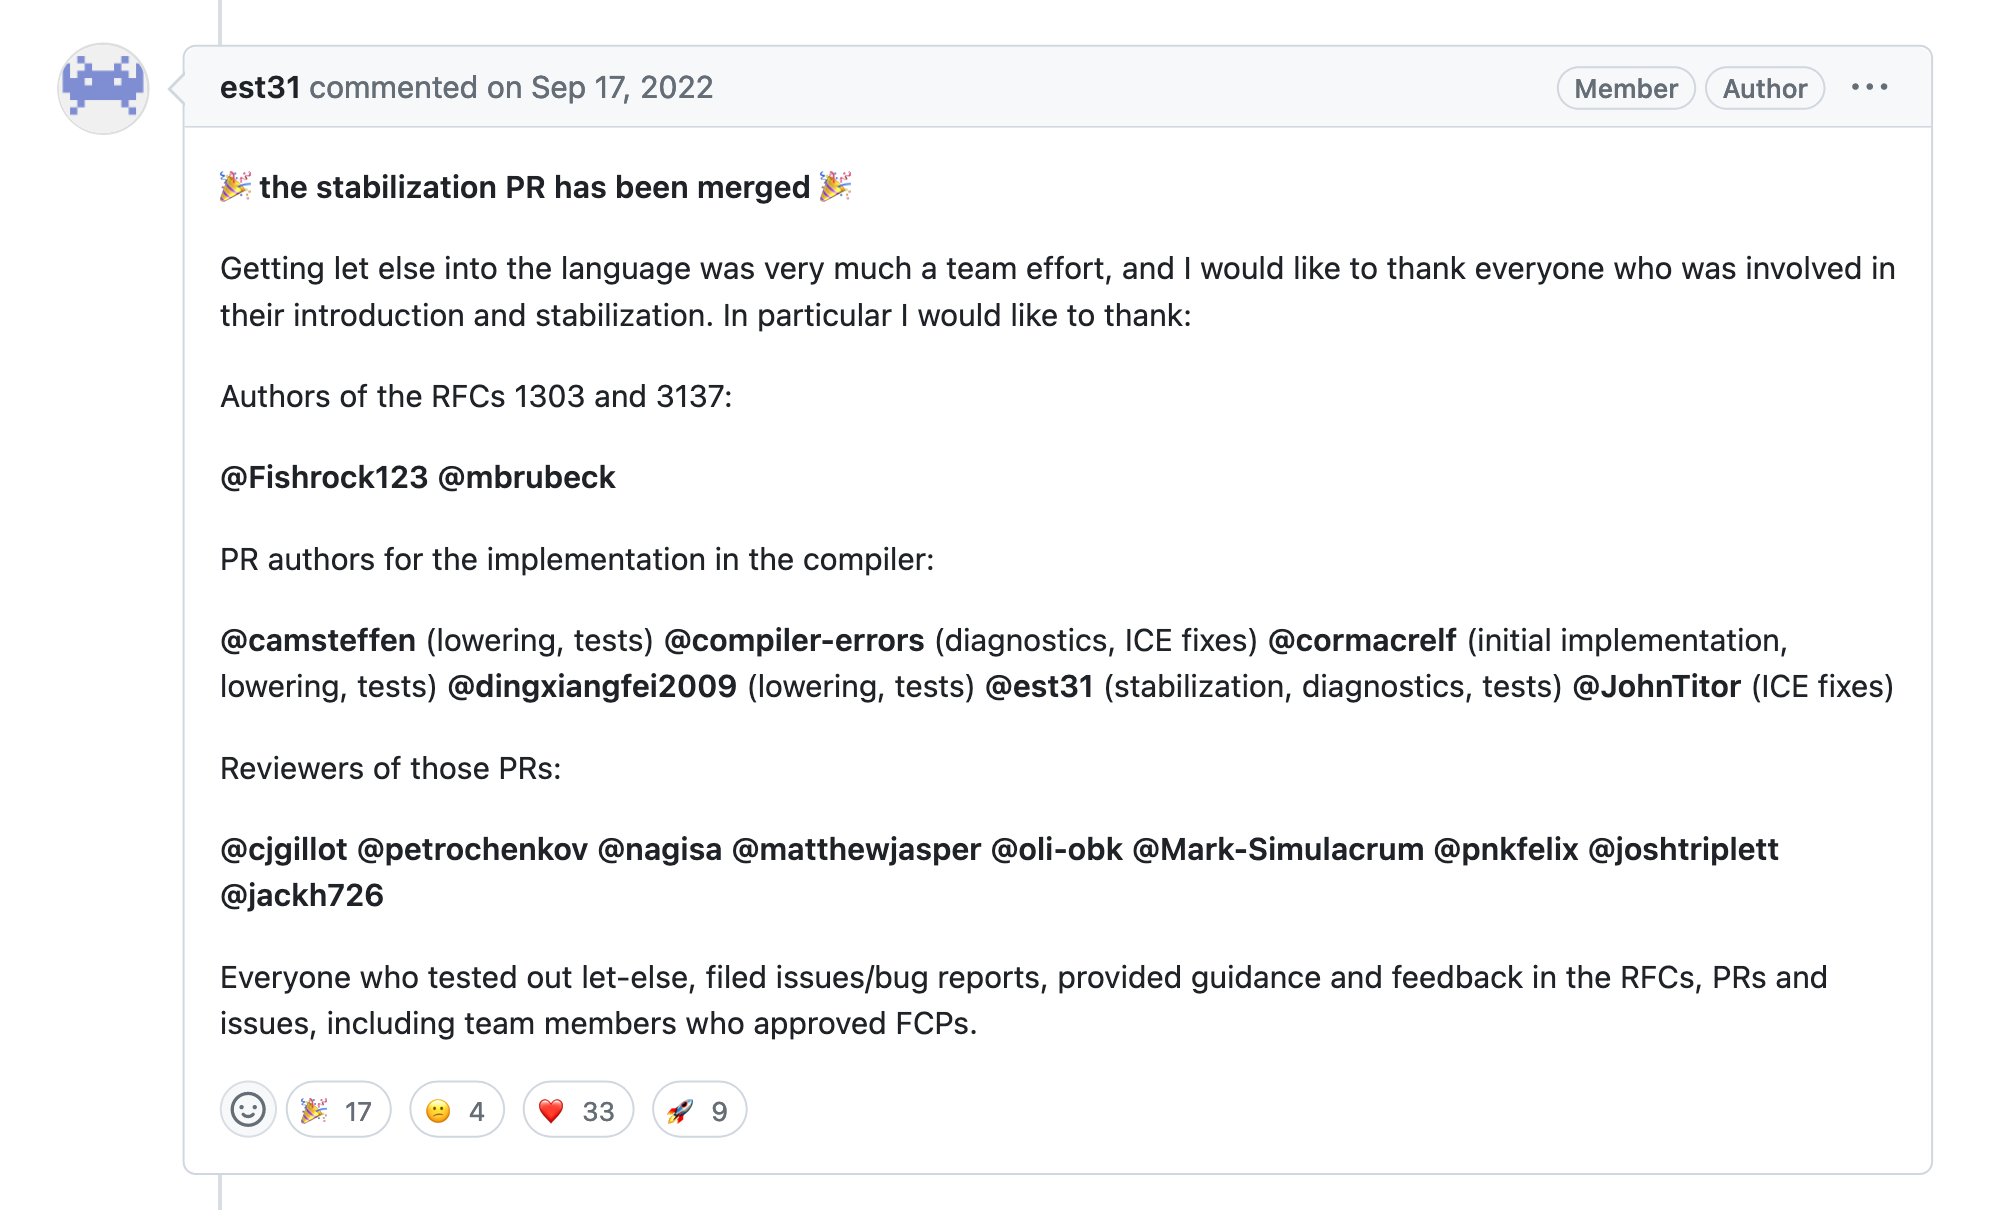 est31 commented on Sep 17, 2022 Member Author
🎉 the stabilization PR has been merged 🎉
Getting let else into the language was very much a team effort, and I would like to thank everyone who was involved in
their introduction and stabilization. In particular I would like to thank:
Authors of the RFCs 1303 and 3137:
@Fishrock123 @mbrubeck
PR authors for the implementation in the compiler:
@camsteffen (lowering, tests) @compiler-errors (diagnostics, ICE fixes) @cormacrelf (initial implementation,
lowering, tests) @dingxiangfei2009 (lowering, tests) @est31 (stabilization, diagnostics, tests) @JohnTitor (ICE fixes)
Reviewers of those PRs:
@cjgillot @petrochenkov @nagisa @matthewjasper @oli-obk @Mark-Simulacrum @pnkfelix @joshtriplett
@jackh726
Everyone who tested out let-else, filed issues/bug reports, provided guidance and feedback in the RFCs, PRs and
issues, including team members who approved FCPs.
🎉 17 😕 4 ❤️ 33 🚀 9